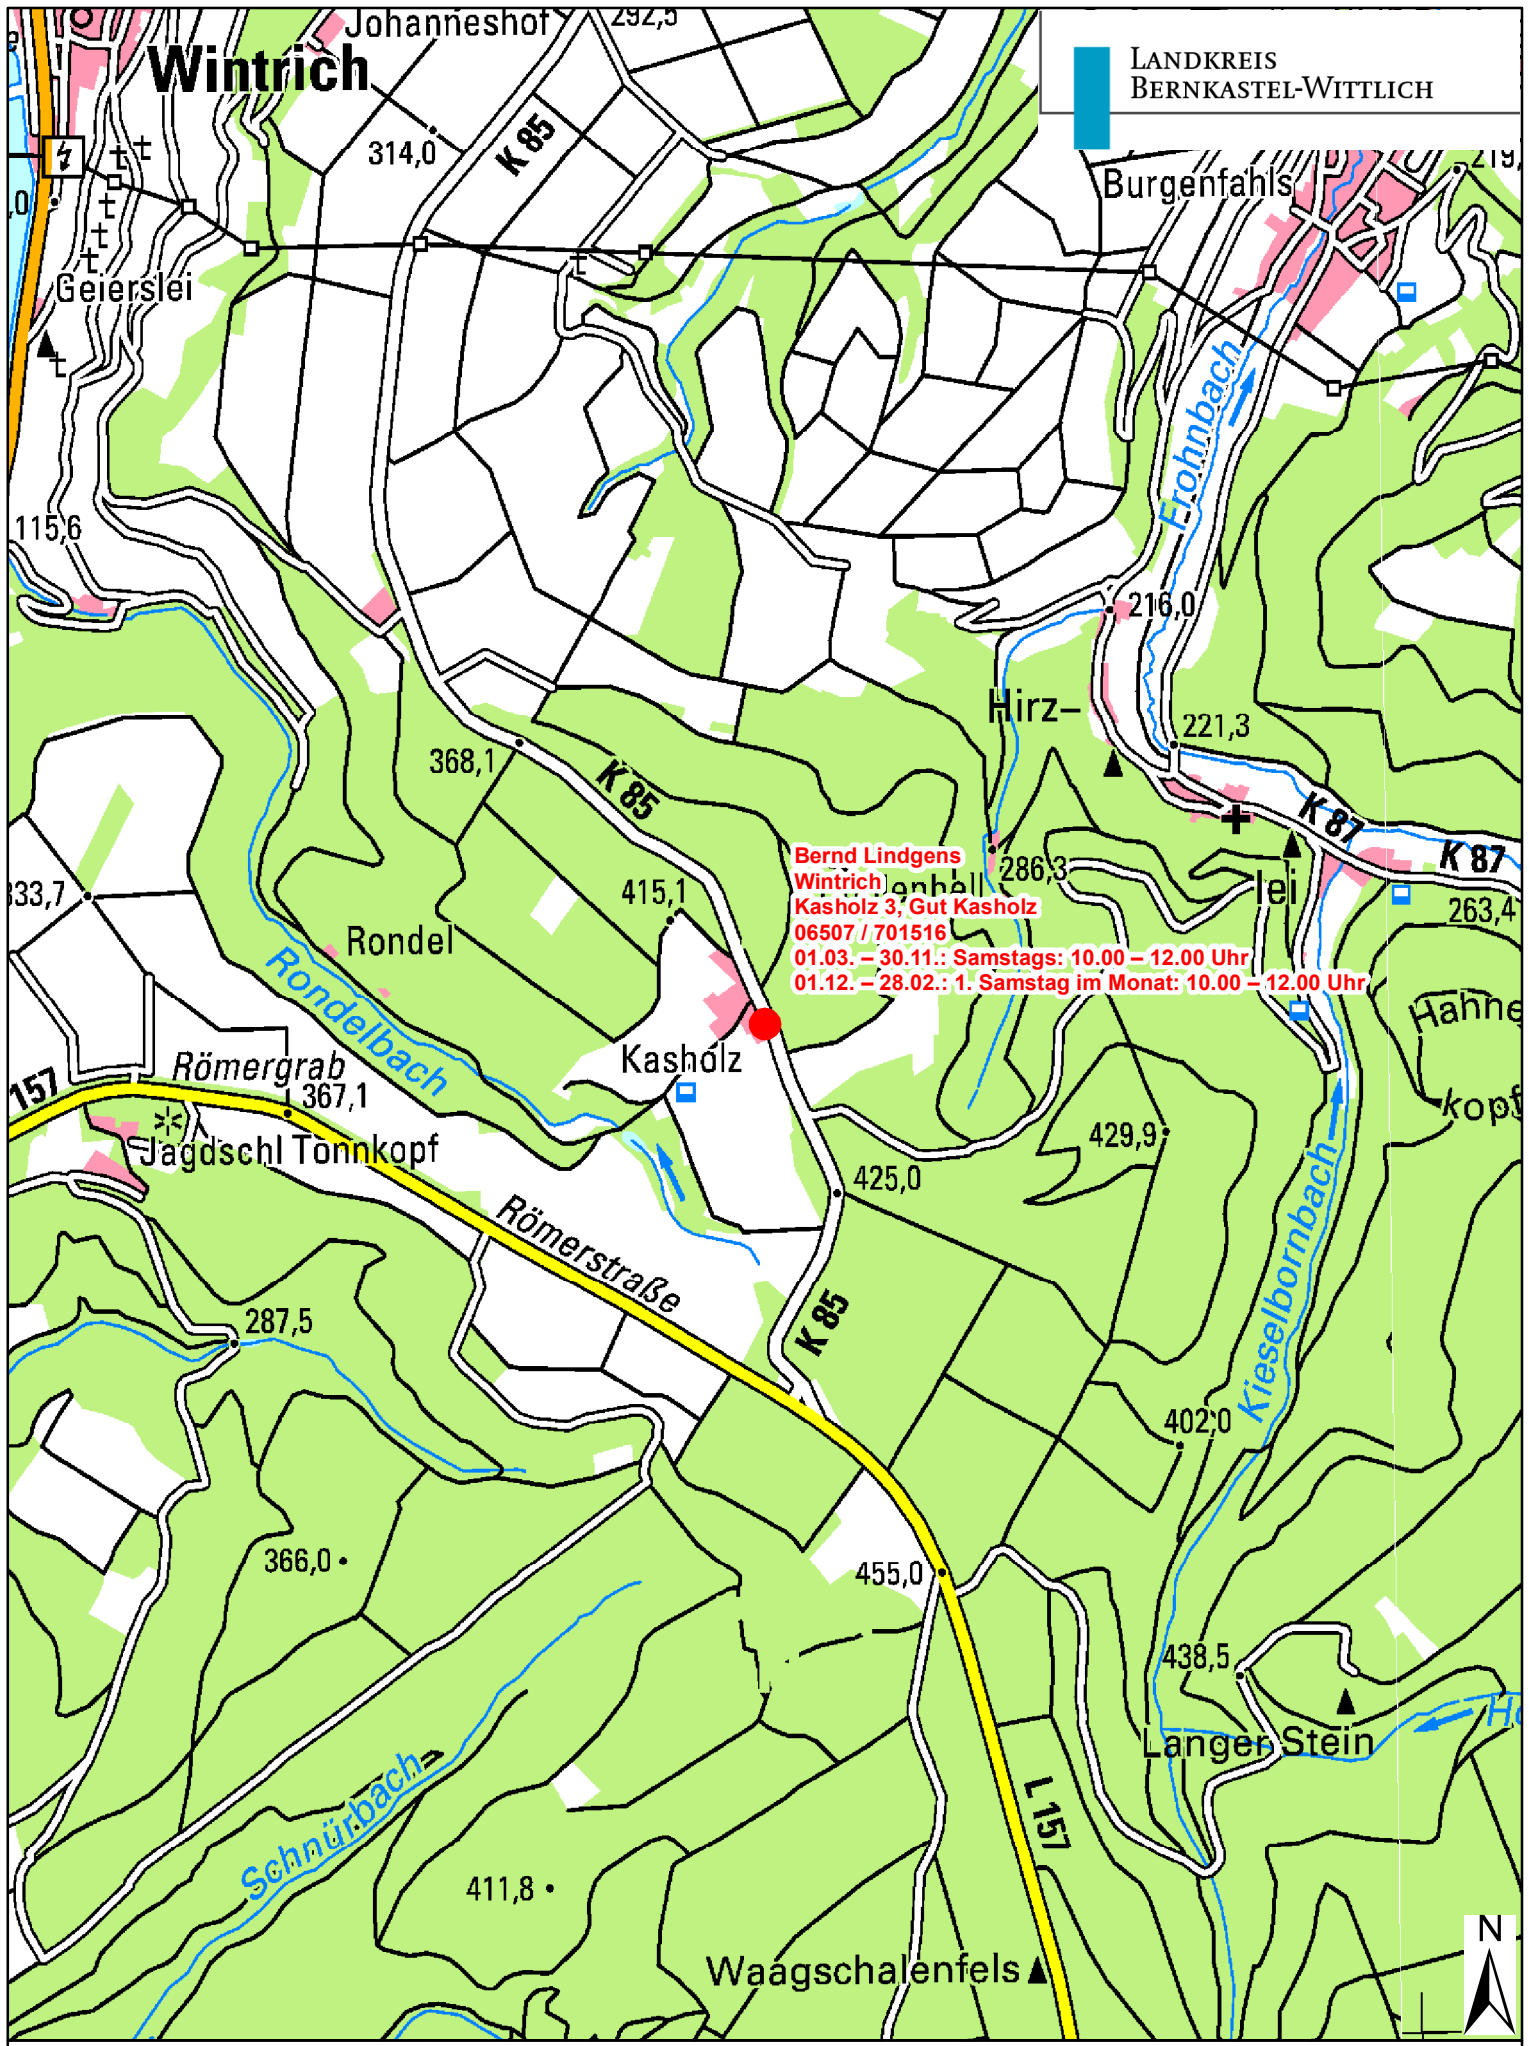 Johanneshof
292,5
Wintrich
LANDKREIS
BERNKASTEL-WITTLICH
314,0
K 85
219,
Burgenfahls
,0
Geierslei
Frohnbach
115,6
216,0
Hirz–
221,3
368,1
K 85
K 87
K 87
Bernd Lindgens
Wintrich
Kasholz 3, Gut Kasholz
06507 / 701516
01.03. – 30.11.: Samstags: 10.00 – 12.00 Uhr
01.12. – 28.02.: 1. Samstag im Monat: 10.00 – 12.00 Uhr
286,3
lei
263,4
333,7
415,1
Rondel
Rondelbach
Hahne
kopf
Kasholz
Römergrab
367,1
157
Jagdschl Tonnkopf
429,9
425,0
Römerstraße
Kieselbornbach
287,5
K 85
402,0
366,0
455,0
438,5
Langer Stein
Ho
Schnürbach
L 157
411,8
Waagschalenfels
N